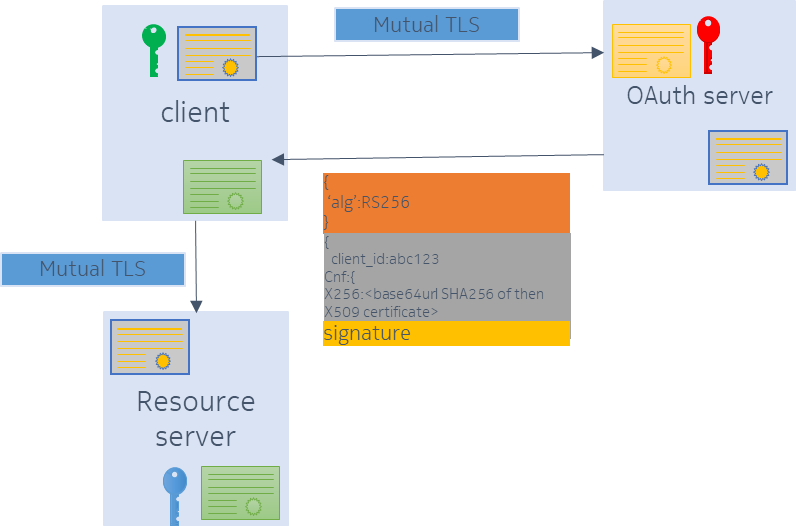 Mutual TLS
client
OAuth server
{
‘alg’:RS256
}
{
client_id:abc123
Cnf:{
X256:<base64url SHA256 of then
X509 certificate>
signature
Mutual TLS
Resource
server